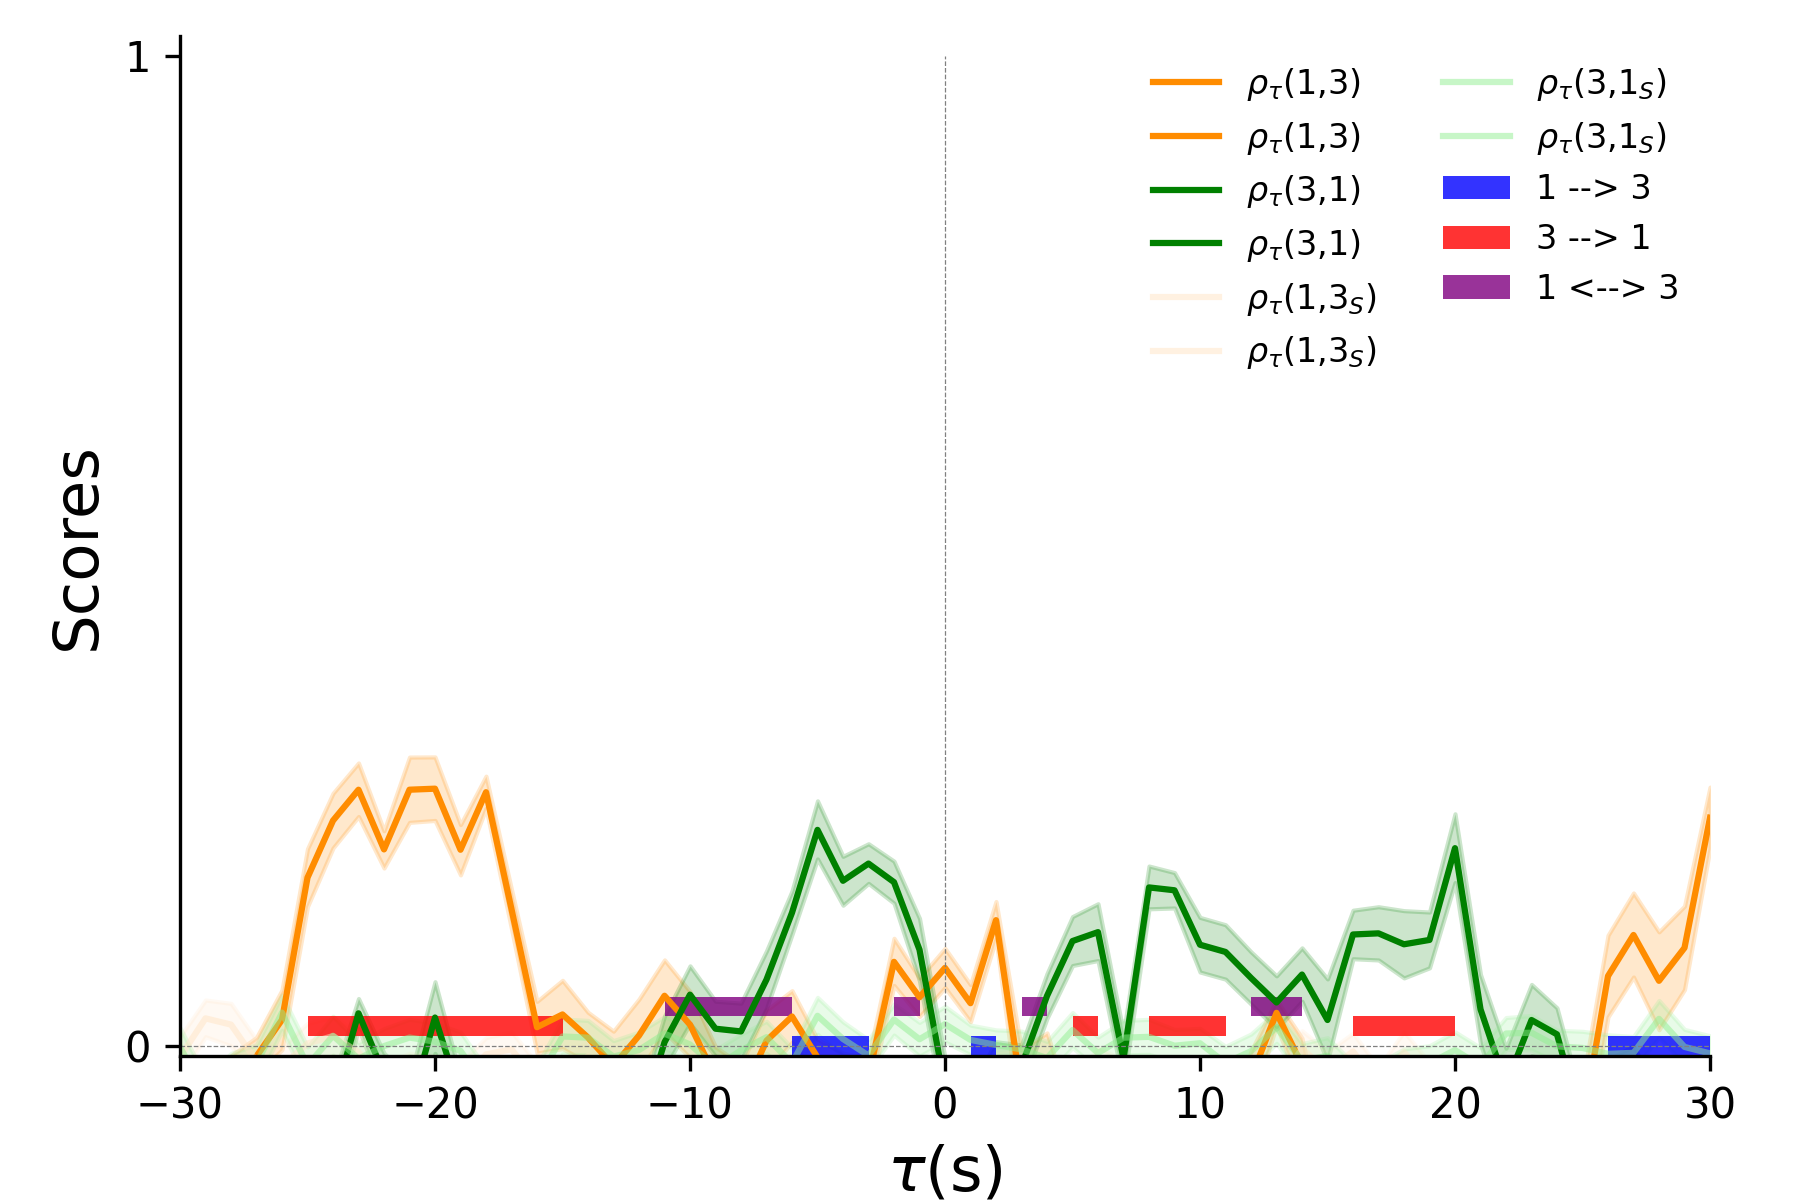 1
ρτ(1,3)
ρτ(1,3)
ρτ(3,1)
ρτ(3,1)
ρτ(1,3S)
ρτ(1,3S)
ρτ(3,1S)
ρτ(3,1S)
1 --> 3
3 --> 1
1 <--> 3
Scores
0
−30 −20 −10 0 10 20 30
τ(s)